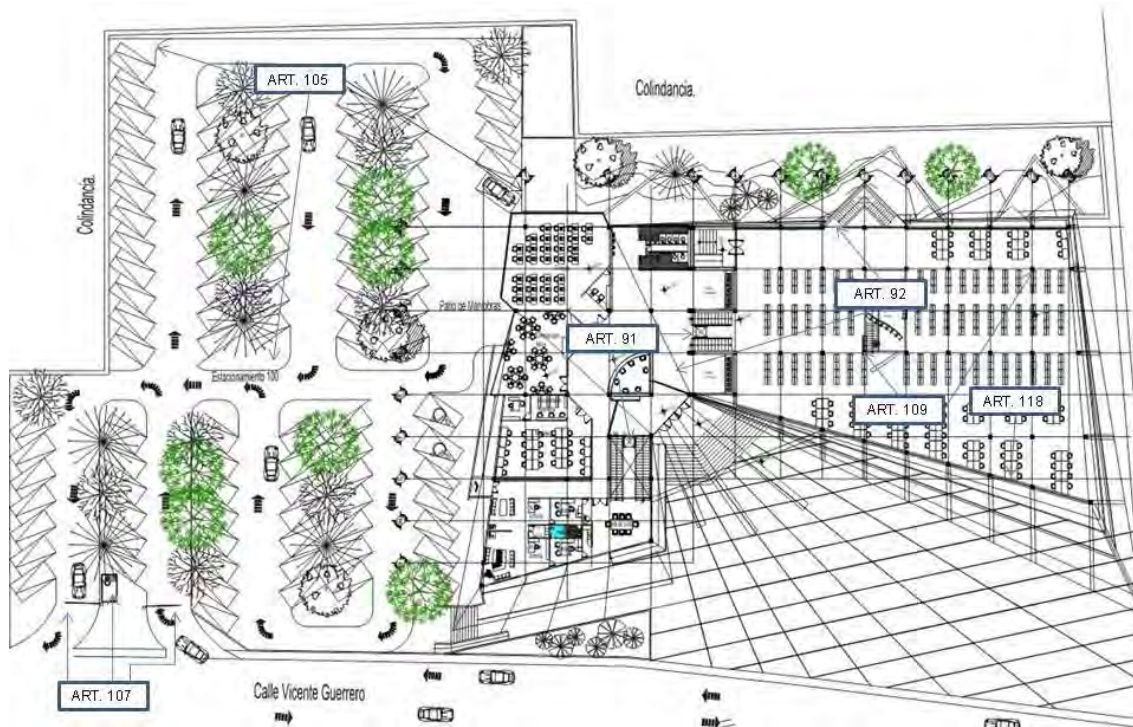 ART. 105
Colindancia.
Colindancia.
ART. 92
Patio de Maniobras
ART. 91
Estacionamiento 100
ART. 109
ART. 118
ART. 107
Calle Vicente Guerrero